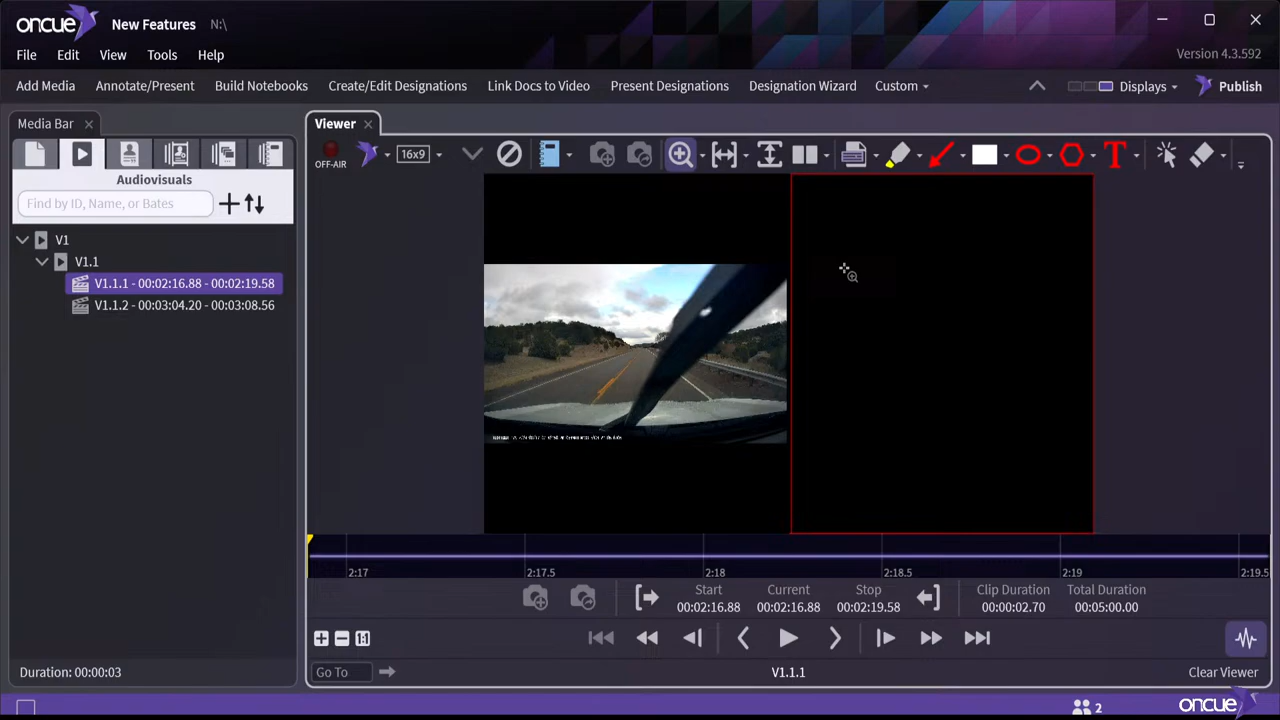 oncue New Features N:\
File Edit View Tools Help Version 4.3.592
Add Media Annotate/Present Build Notebooks Create/Edit Designations Link Docs to Video Present Designations Designation Wizard Custom Displays Publish
Media Bar
Viewer
OFF-AIR 16x9 T
Audiovisuals
Find by ID, Name, or Bates
V1
V1.1
V1.1.1 - 00:02:16.88 - 00:02:19.58
V1.1.2 - 00:03:04.20 - 00:03:08.56
2:17 2:17.5 2:18 2:18.5 2:19 2:19.5
Start Current Stop Clip Duration Total Duration
00:02:16.88 00:02:16.88 00:02:19.58 00:00:02.70 00:05:00.00
1:1
Duration: 00:00:03 Go To V1.1.1 Clear Viewer
2 oncue